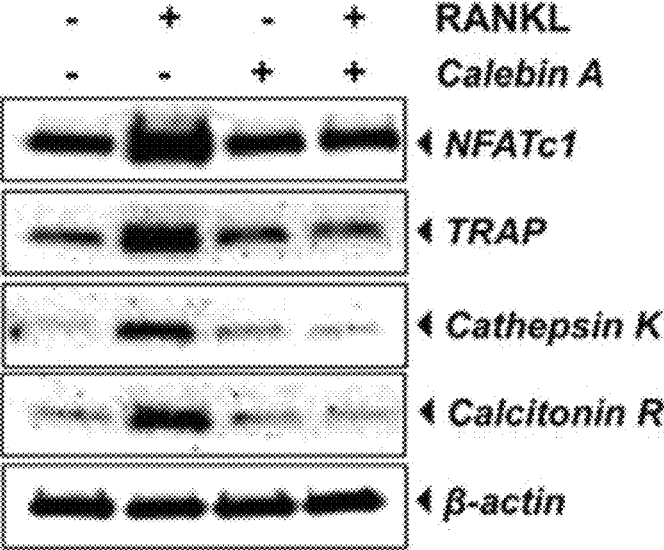 - + - + RANKL
- - + + Calebin A
NFATc1
TRAP
Cathepsin K
Calcitonin R
β-actin